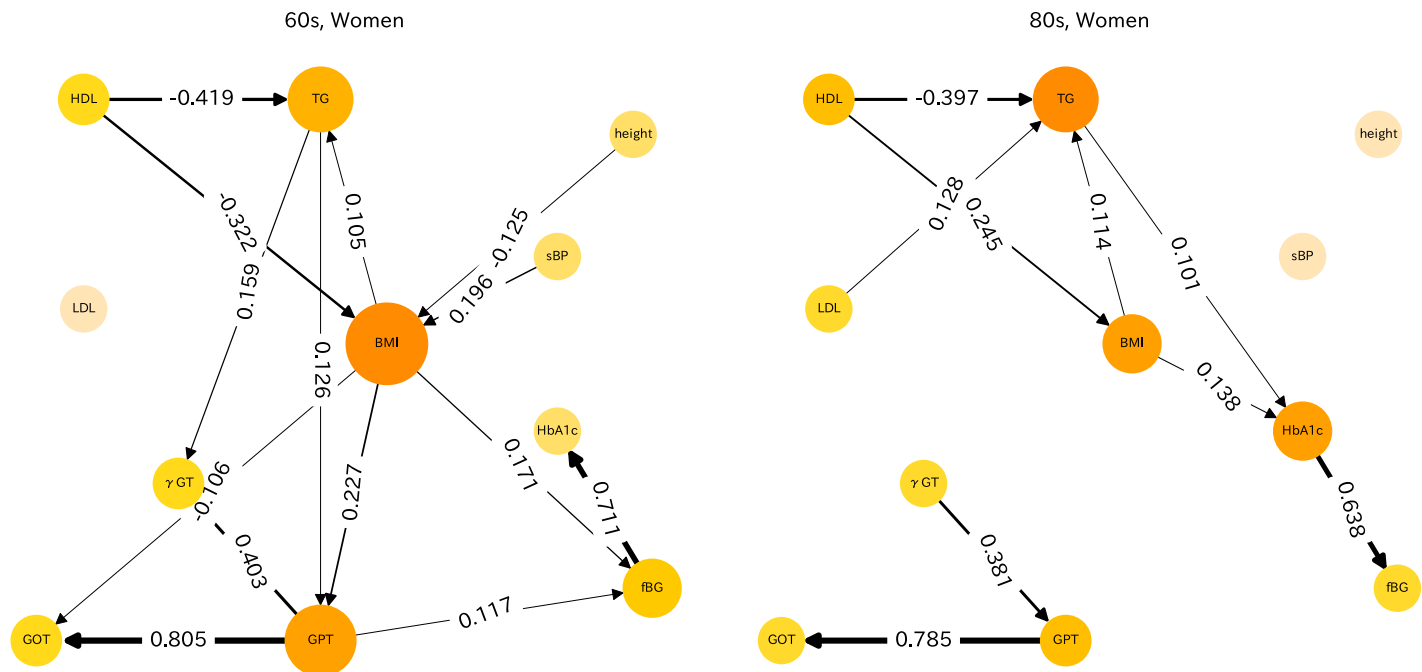 60s, Women
HDL
-0.419
TG
height
-0.322
0.105
-0.125
sBP
0.196
0.159
LDL
BMI
0.126
HbA1c
γ GT
-0.106
0.227
0.171
0.711
0.403
fBG
0.117
GOT
0.805
GPT
80s, Women
HDL
-0.397
TG
height
0.128
0.245
0.114
0.101
sBP
LDL
BMI
0.138
HbA1c
γ GT
0.638
0.381
fBG
GOT
0.785
GPT